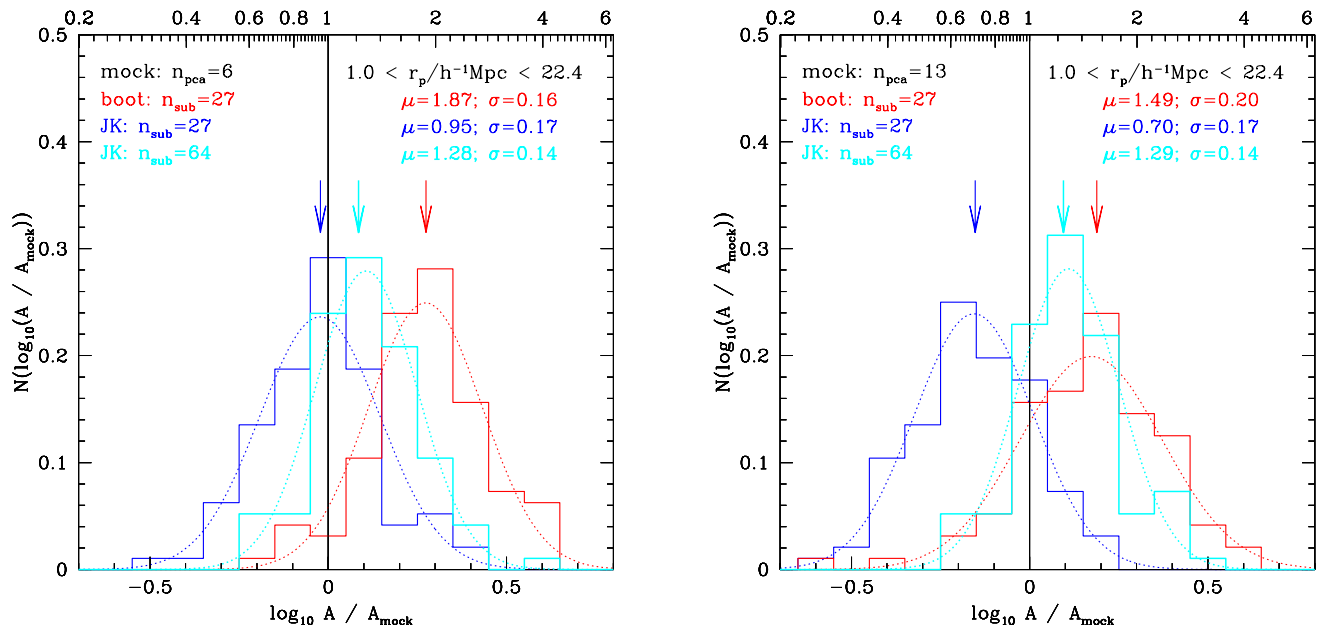 0.2 0.4 0.6 0.8 1 2 4 6
0.5
0.4
0.3
0.2
0.1
0
N(log₁₀(A / A_mock))
mock: n_pca=6 1.0 < r_p/h⁻¹Mpc < 22.4
boot: n_sub=27 μ=1.87; σ=0.16
JK: n_sub=27 μ=0.95; σ=0.17
JK: n_sub=64 μ=1.28; σ=0.14
−0.5 0 0.5
log₁₀ A / A_mock
0.2 0.4 0.6 0.8 1 2 4 6
0.5
0.4
0.3
0.2
0.1
0
N(log₁₀(A / A_mock))
mock: n_pca=13 1.0 < r_p/h⁻¹Mpc < 22.4
boot: n_sub=27 μ=1.49; σ=0.20
JK: n_sub=27 μ=0.70; σ=0.17
JK: n_sub=64 μ=1.29; σ=0.14
−0.5 0 0.5
log₁₀ A / A_mock